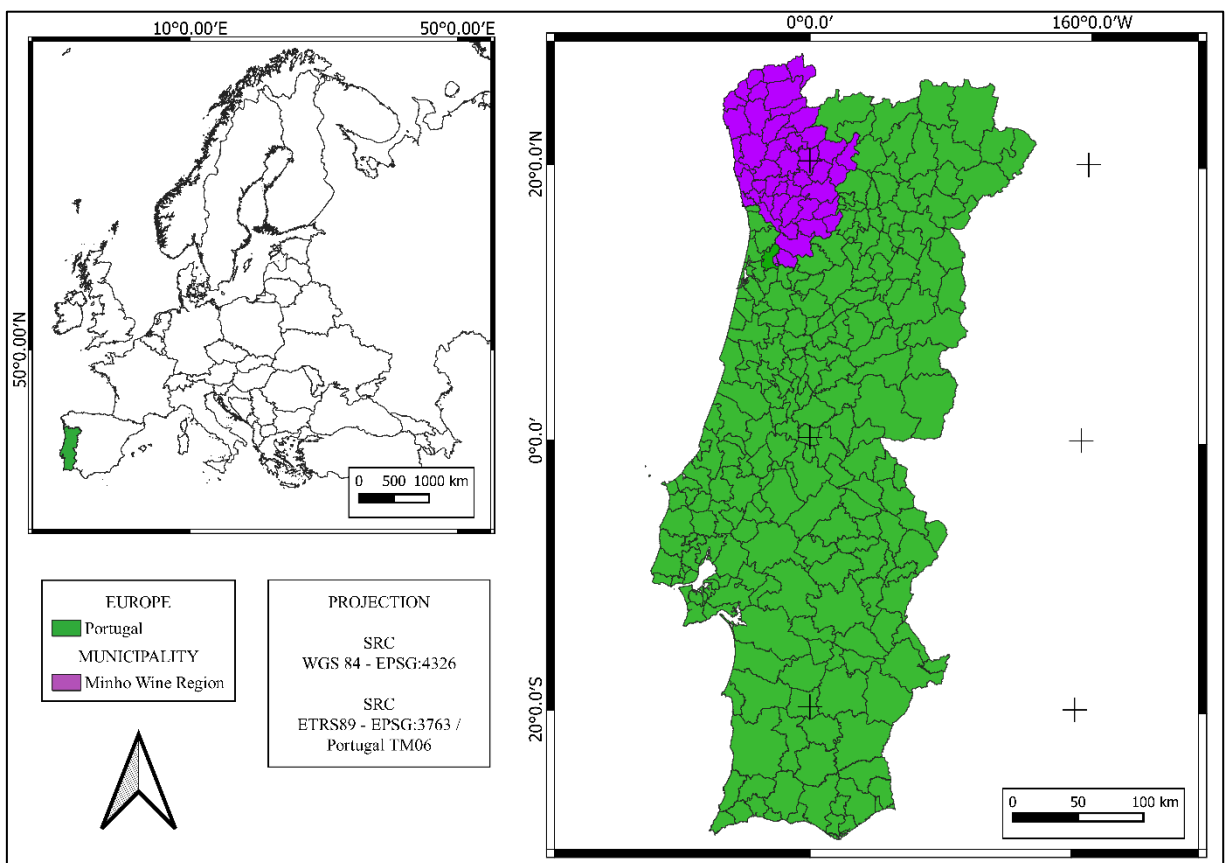 10°0.00′E
50°0.00′E
50°0.00′N
0 500 1000 km
EUROPE
Portugal
MUNICIPALITY
Minho Wine Region
PROJECTION
SRC
WGS 84 - EPSG:4326
SRC
ETRS89 - EPSG:3763 /
Portugal TM06
0°0.0′
160°0.0′W
20°0.0′N
0°0.0′
20°0.0′S
0 50 100 km